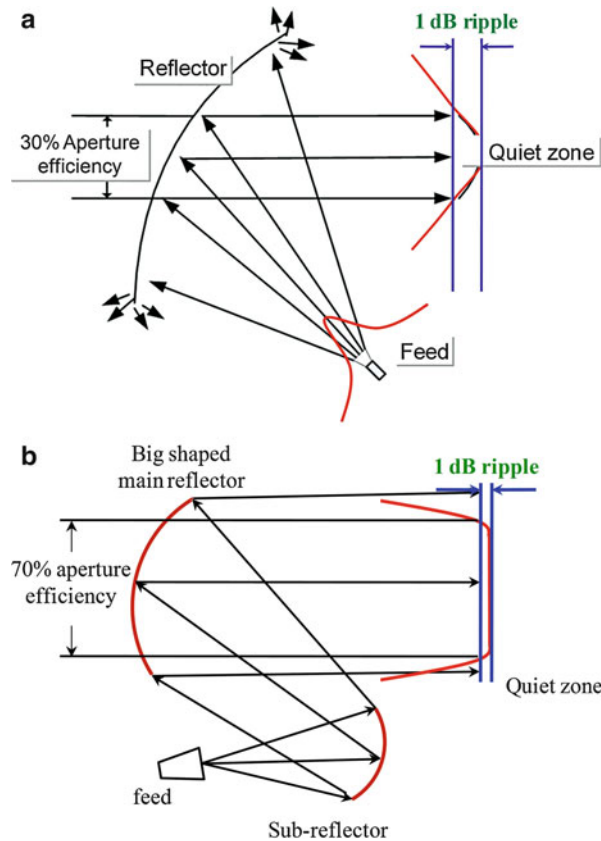 a
1 dB ripple
Reflector
30% Aperture
efficiency
Quiet zone
Feed
b
Big shaped
main reflector
1 dB ripple
70% aperture
efficiency
Quiet zone
feed
Sub-reflector